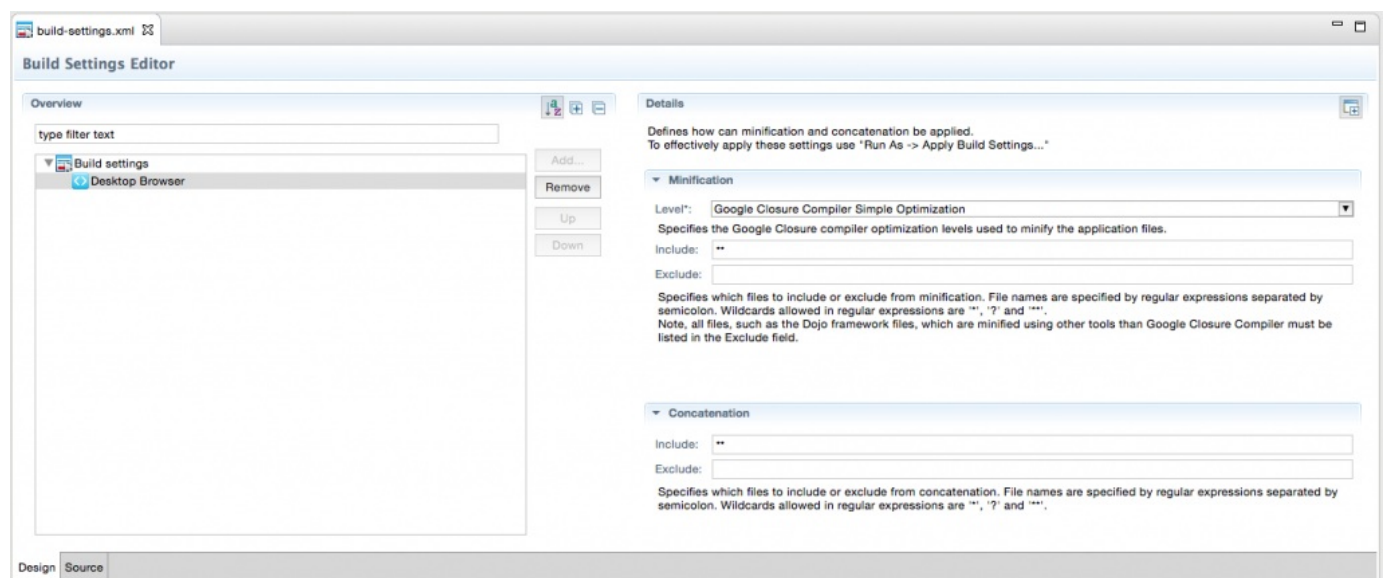 build-settings.xml
Build Settings Editor
Overview
type filter text
Build settings
Desktop Browser
Add...
Remove
Up
Down
Details
Defines how can minification and concatenation be applied.
To effectively apply these settings use "Run As -> Apply Build Settings..."
Minification
Level*: Google Closure Compiler Simple Optimization
Specifies the Google Closure compiler optimization levels used to minify the application files.
Include: **
Exclude:
Specifies which files to include or exclude from minification. File names are specified by regular expressions separated by
semicolon. Wildcards allowed in regular expressions are '*', '?' and '**'.
Note, all files, such as the Dojo framework files, which are minified using other tools than Google Closure Compiler must be
listed in the Exclude field.
Concatenation
Include: **
Exclude:
Specifies which files to include or exclude from concatenation. File names are specified by regular expressions separated by
semicolon. Wildcards allowed in regular expressions are '*', '?' and '**'.
Design Source